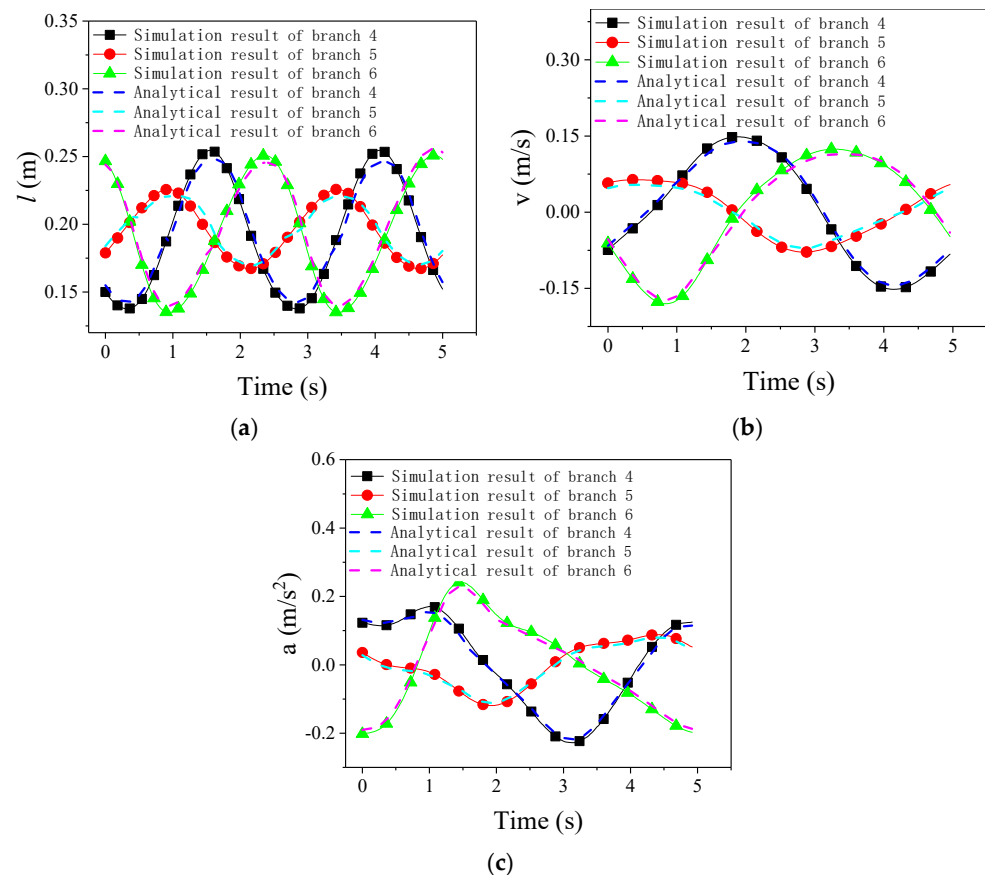 0.35
0.30
0.25
0.20
0.15
l (m)
Simulation result of branch 4
Simulation result of branch 5
Simulation result of branch 6
Analytical result of branch 4
Analytical result of branch 5
Analytical result of branch 6
0 1 2 3 4 5
Time (s)
(a)
0.30
0.15
0.00
-0.15
v (m/s)
Simulation result of branch 4
Simulation result of branch 5
Simulation result of branch 6
Analytical result of branch 4
Analytical result of branch 5
Analytical result of branch 6
0 1 2 3 4 5
Time (s)
(b)
0.6
0.4
0.2
0.0
-0.2
a (m/s²)
Simulation result of branch 4
Simulation result of branch 5
Simulation result of branch 6
Analytical result of branch 4
Analytical result of branch 5
Analytical result of branch 6
0 1 2 3 4 5
Time (s)
(c)